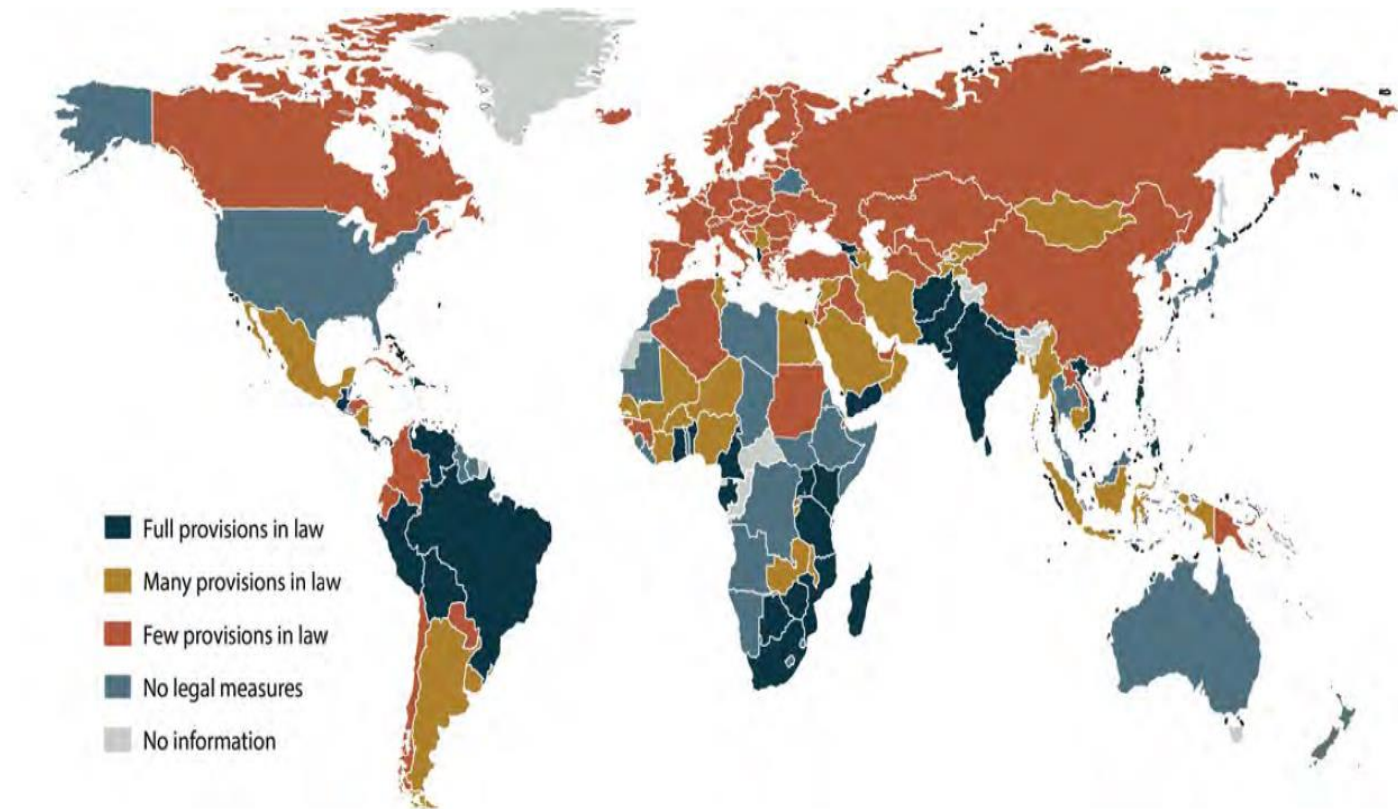 Full provisions in law
Many provisions in law
Few provisions in law
No legal measures
No information